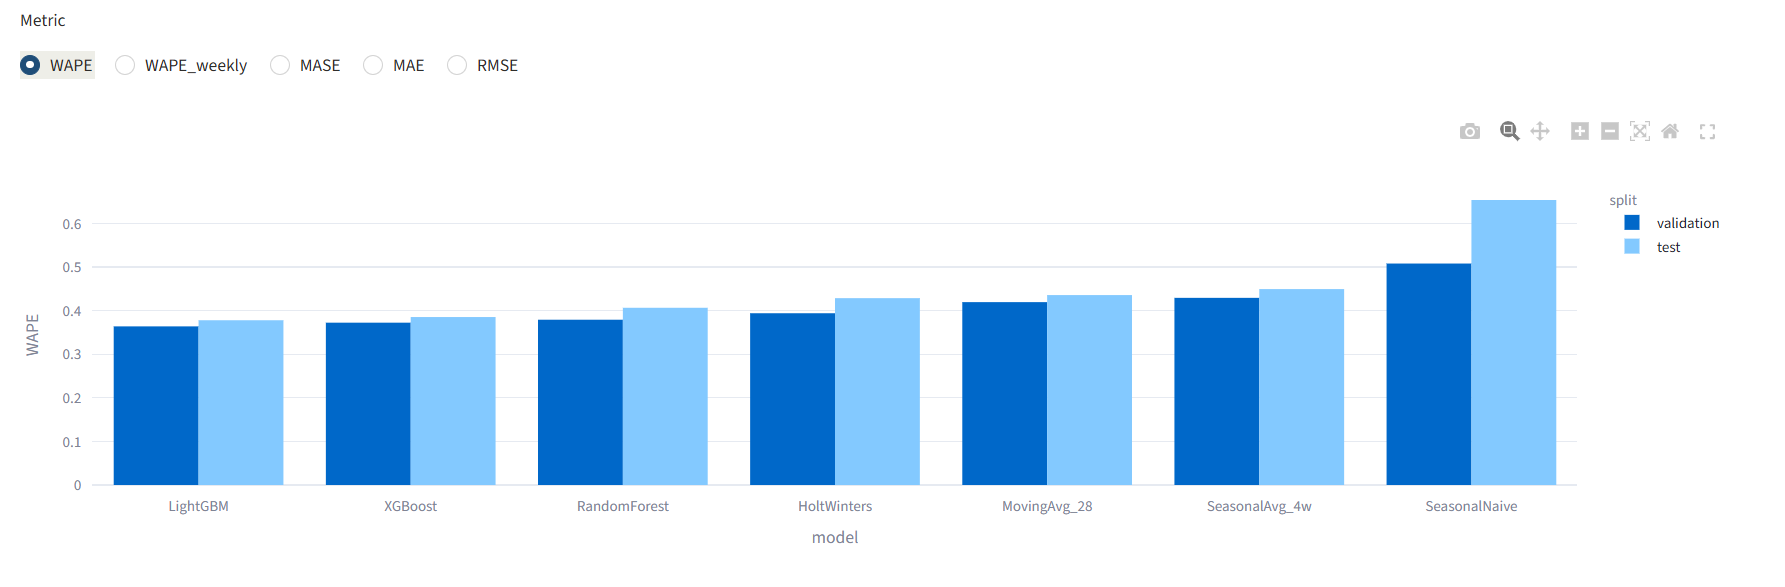 Metric
WAPE WAPE_weekly MASE MAE RMSE
split
validation
test
0.6
0.5
0.4
0.3
0.2
0.1
0
WAPE
LightGBM XGBoost RandomForest HoltWinters MovingAvg_28 SeasonalAvg_4w SeasonalNaive
model